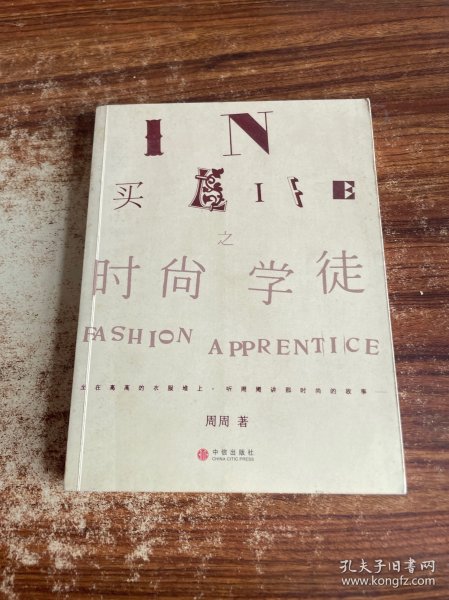 IN
买 LIFE
之
时尚 学徒
FASHION APPRENTICE
坐在高高的衣服堆上,听周周讲那时尚的故事
周周 著
中信出版社
CHINA CITIC PRESS
孔夫子旧书网
www.kongfz.com